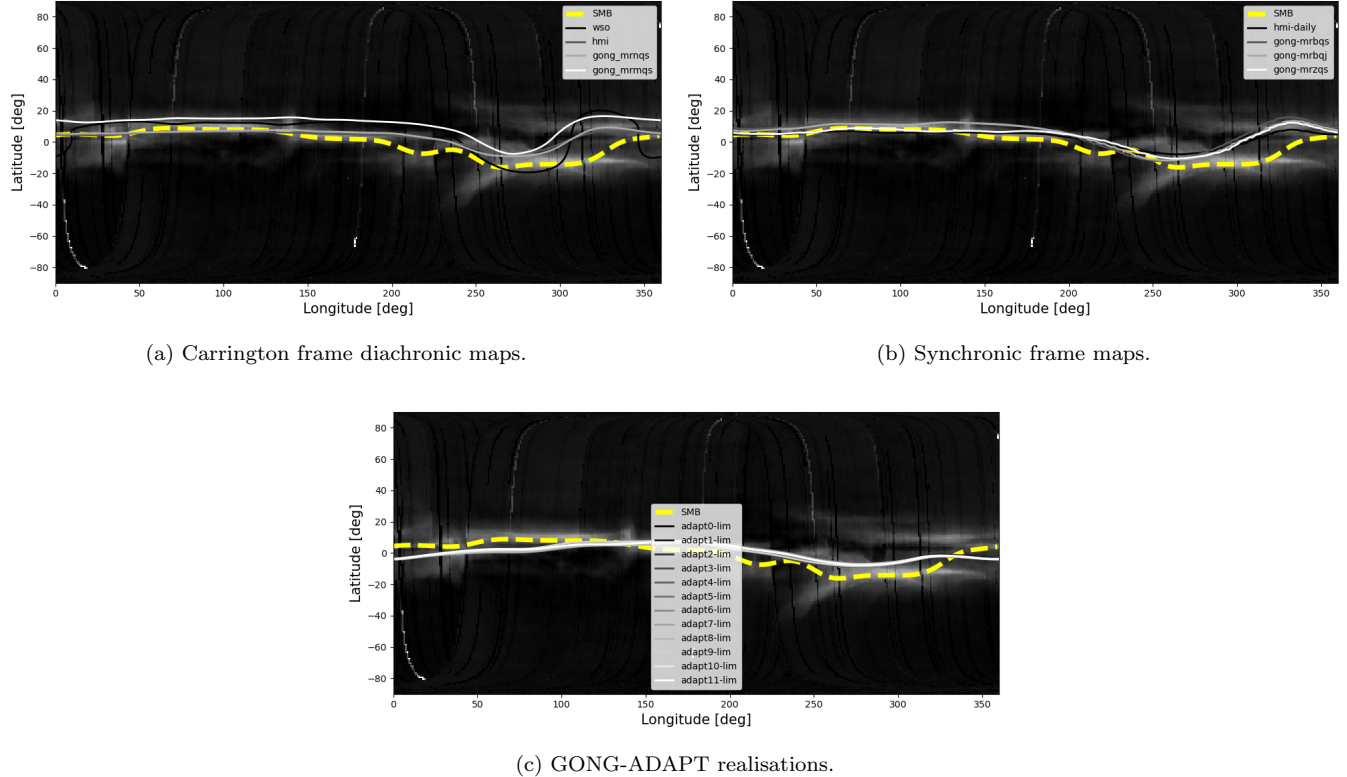 SMB
wso
hmi
gong_mrnqs
gong_mrmqs
80
60
40
20
0
−20
−40
−60
−80
Latitude [deg]
0 50 100 150 200 250 300 350
Longitude [deg]
(a) Carrington frame diachronic maps.
SMB
hmi-daily
gong-mrbqs
gong-mrbqj
gong-mrzqs
80
60
40
20
0
−20
−40
−60
−80
Latitude [deg]
0 50 100 150 200 250 300 350
Longitude [deg]
(b) Synchronic frame maps.
80
60
40
20
0
−20
−40
−60
−80
Latitude [deg]
SMB
adapt0-lim
adapt1-lim
adapt2-lim
adapt3-lim
adapt4-lim
adapt5-lim
adapt6-lim
adapt7-lim
adapt8-lim
adapt9-lim
adapt10-lim
adapt11-lim
0 50 100 150 200 250 300 350
Longitude [deg]
(c) GONG-ADAPT realisations.